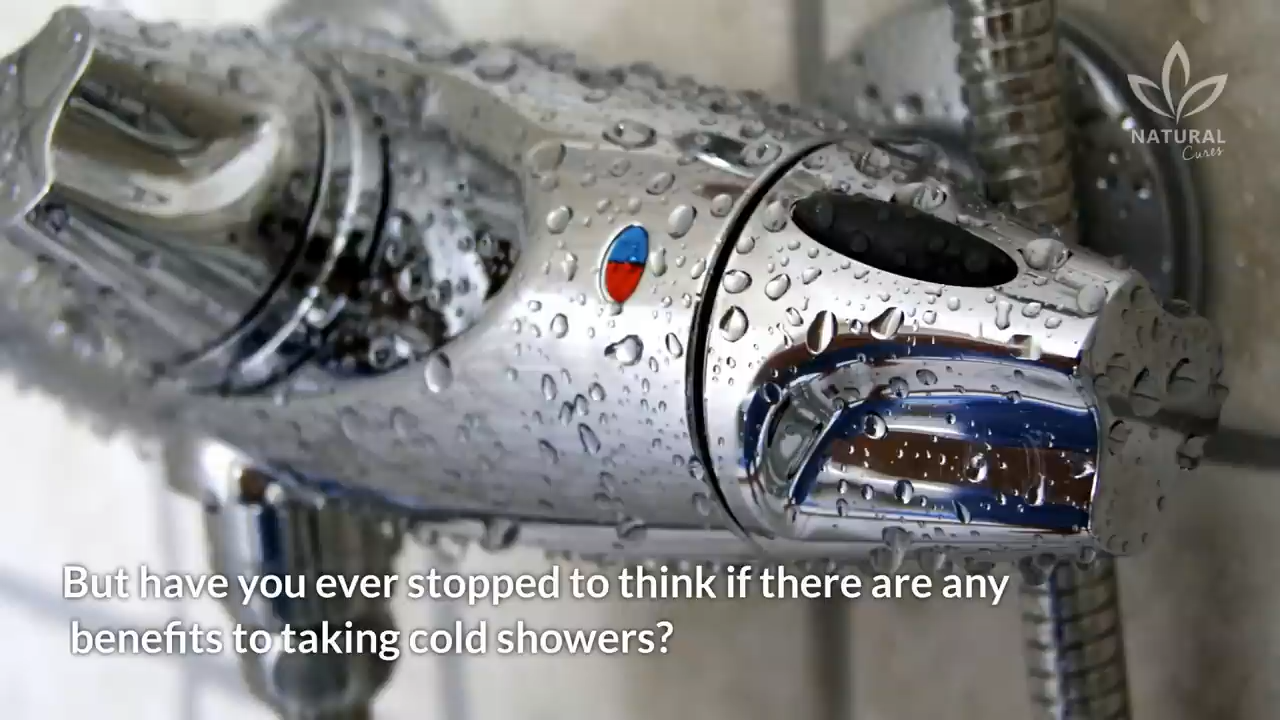 NATURAL
Cures
But have you ever stopped to think if there are any
benefits to taking cold showers?